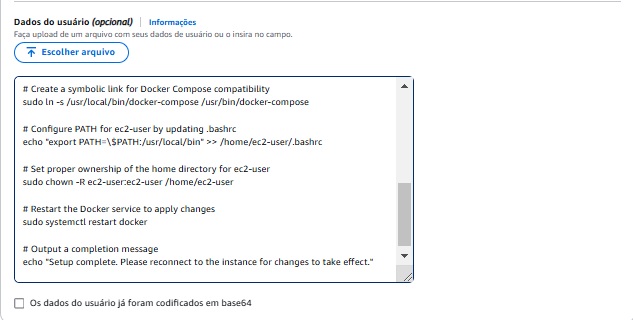 Dados do usuário (opcional) | Informações
Faça upload de um arquivo com seus dados de usuário ou o insira no campo.
Escolher arquivo
# Create a symbolic link for Docker Compose compatibility
sudo ln -s /usr/local/bin/docker-compose /usr/bin/docker-compose
# Configure PATH for ec2-user by updating .bashrc
echo "export PATH=\$PATH:/usr/local/bin" >> /home/ec2-user/.bashrc
# Set proper ownership of the home directory for ec2-user
sudo chown -R ec2-user:ec2-user /home/ec2-user
# Restart the Docker service to apply changes
sudo systemctl restart docker
# Output a completion message
echo "Setup complete. Please reconnect to the instance for changes to take effect."
Os dados do usuário já foram codificados em base64